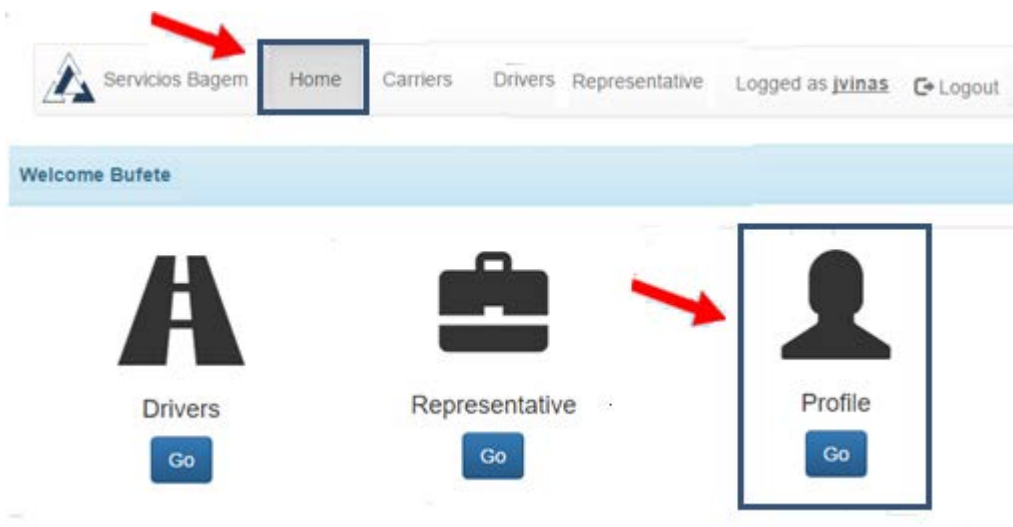 Servicios Bagem Home Carriers Drivers Representative Logged as jvinas Logout
Welcome Bufete
Drivers Representative Profile
Go Go Go